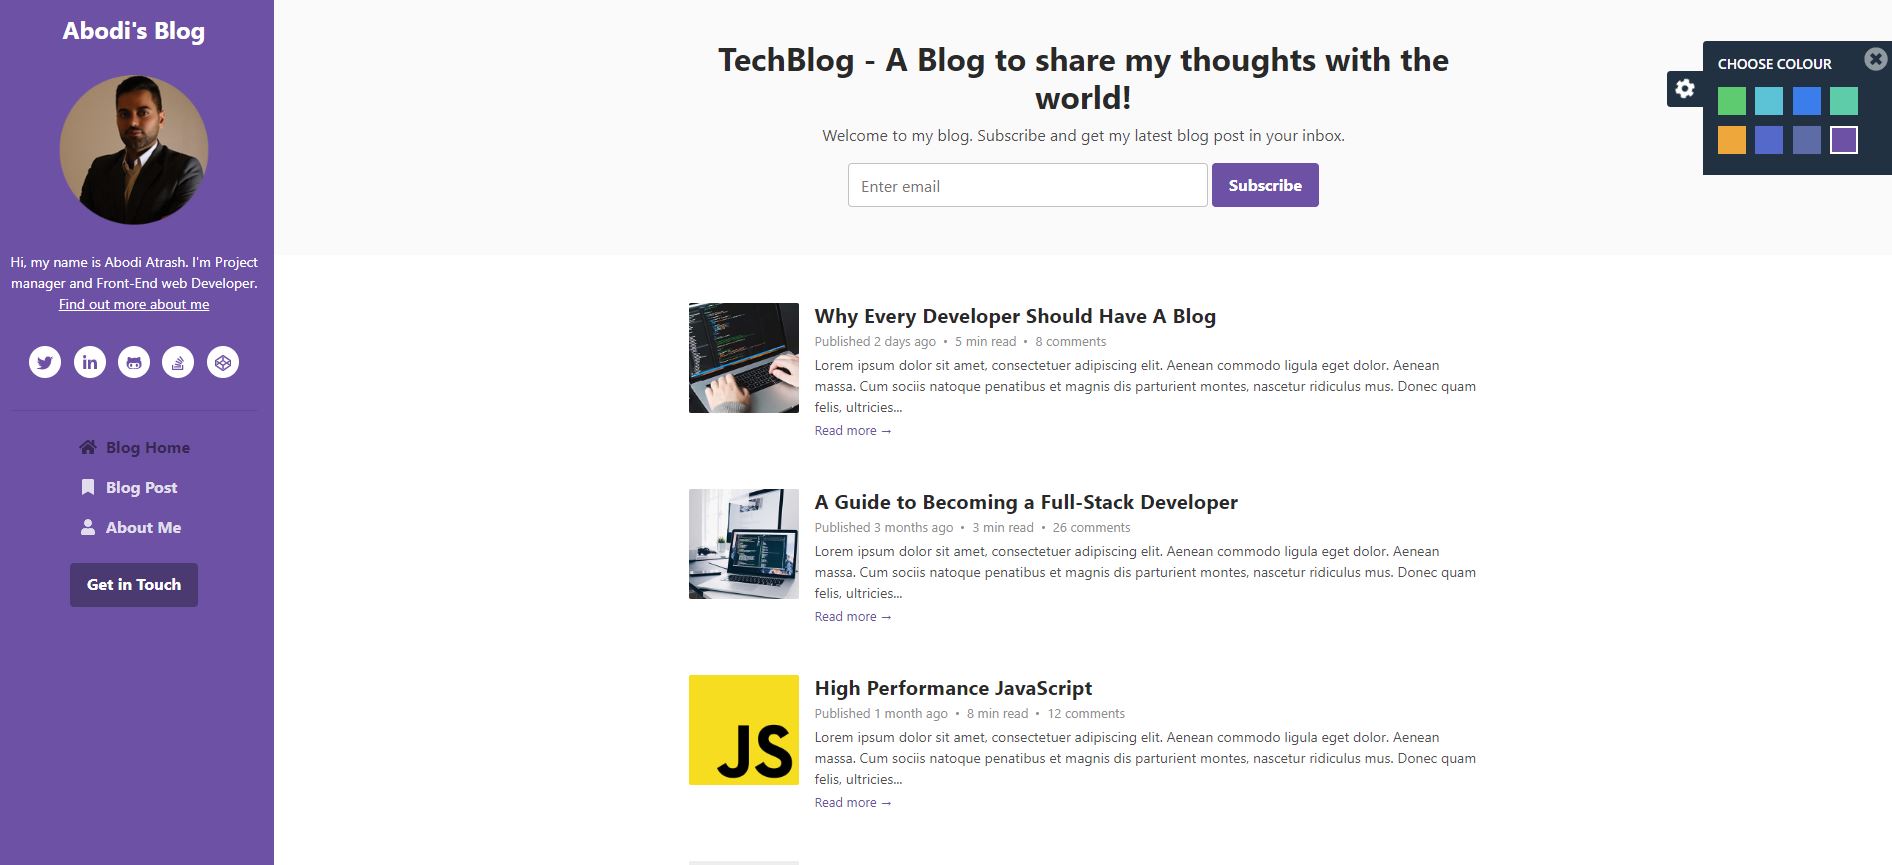 Abodi's Blog
Hi, my name is Abodi Atrash. I'm Project
manager and Front-End web Developer.
Find out more about me
Blog Home
Blog Post
About Me
Get in Touch
TechBlog - A Blog to share my thoughts with the
world!
Welcome to my blog. Subscribe and get my latest blog post in your inbox.
Enter email
Subscribe
CHOOSE COLOUR
Why Every Developer Should Have A Blog
Published 2 days ago • 5 min read • 8 comments
Lorem ipsum dolor sit amet, consectetuer adipiscing elit. Aenean commodo ligula eget dolor. Aenean
massa. Cum sociis natoque penatibus et magnis dis parturient montes, nascetur ridiculus mus. Donec quam
felis, ultricies...
Read more →
A Guide to Becoming a Full-Stack Developer
Published 3 months ago • 3 min read • 26 comments
Lorem ipsum dolor sit amet, consectetuer adipiscing elit. Aenean commodo ligula eget dolor. Aenean
massa. Cum sociis natoque penatibus et magnis dis parturient montes, nascetur ridiculus mus. Donec quam
felis, ultricies...
Read more →
JS
High Performance JavaScript
Published 1 month ago • 8 min read • 12 comments
Lorem ipsum dolor sit amet, consectetuer adipiscing elit. Aenean commodo ligula eget dolor. Aenean
massa. Cum sociis natoque penatibus et magnis dis parturient montes, nascetur ridiculus mus. Donec quam
felis, ultricies...
Read more →